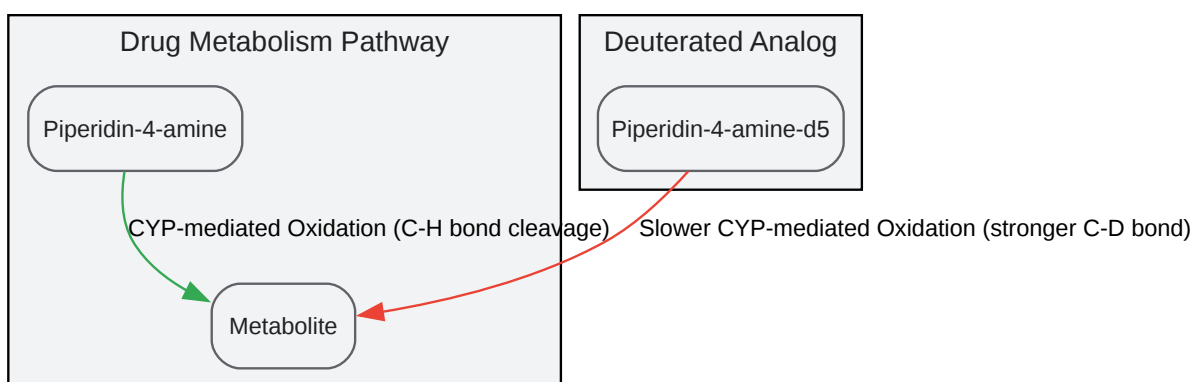 Drug Metabolism Pathway
Deuterated Analog
Piperidin-4-amine
Piperidin-4-amine-d5
CYP-mediated Oxidation (C-H bond cleavage)
Slower CYP-mediated Oxidation (stronger C-D bond)
Metabolite